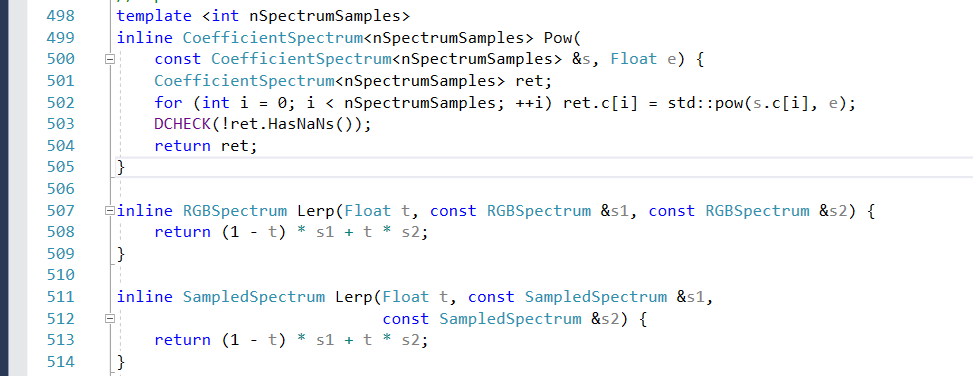 498 template <int nSpectrumSamples>
499 inline CoefficientSpectrum<nSpectrumSamples> Pow(
500     const CoefficientSpectrum<nSpectrumSamples> &s, Float e) {
501     CoefficientSpectrum<nSpectrumSamples> ret;
502     for (int i = 0; i < nSpectrumSamples; ++i) ret.c[i] = std::pow(s.c[i], e);
503     DCHECK(!ret.HasNaNs());
504     return ret;
505 }
506
507 inline RGBSpectrum Lerp(Float t, const RGBSpectrum &s1, const RGBSpectrum &s2) {
508     return (1 - t) * s1 + t * s2;
509 }
510
511 inline SampledSpectrum Lerp(Float t, const SampledSpectrum &s1,
512                             const SampledSpectrum &s2) {
513     return (1 - t) * s1 + t * s2;
514 }